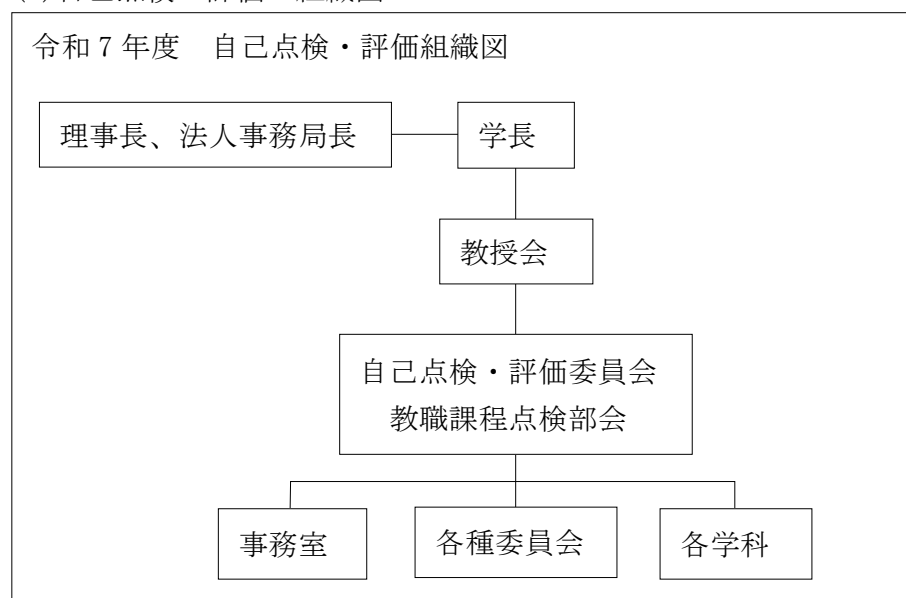 令和７年度　自己点検・評価組織図
理事長、法人事務局長
学長
教授会
自己点検・評価委員会
教職課程点検部会
事務室
各種委員会
各学科